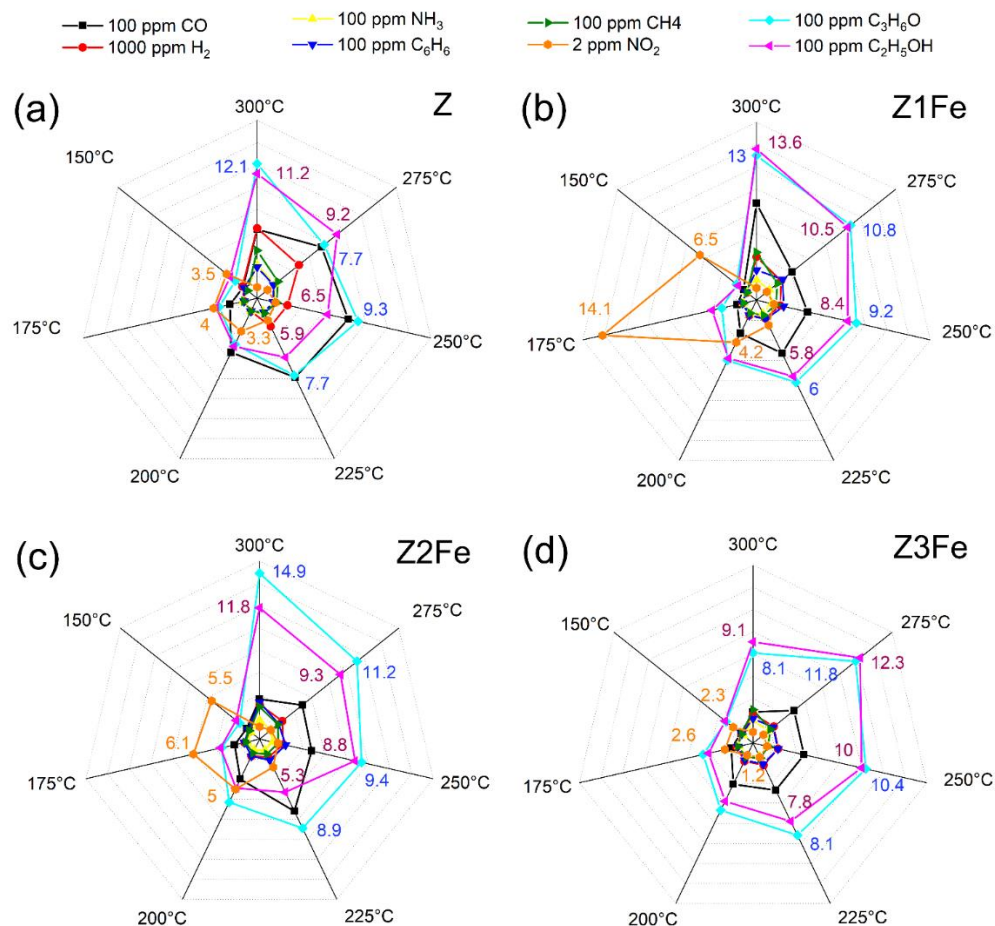 100 ppm CO
100 ppm NH₃
100 ppm CH4
100 ppm C₃H₆O
1000 ppm H₂
100 ppm C₆H₆
2 ppm NO₂
100 ppm C₂H₅OH
(a)
Z
300°C
275°C
250°C
225°C
200°C
175°C
150°C
12.1
11.2
9.2
7.7
6.5
9.3
5.9
7.7
3.3
4
3.5
(b)
Z1Fe
300°C
275°C
250°C
225°C
200°C
175°C
150°C
13.6
13
10.5
10.8
8.4
9.2
5.8
6
4.2
14.1
6.5
(c)
Z2Fe
300°C
275°C
250°C
225°C
200°C
175°C
150°C
14.9
11.8
9.3
11.2
8.8
9.4
5.3
8.9
5
6.1
5.5
(d)
Z3Fe
300°C
275°C
250°C
225°C
200°C
175°C
150°C
9.1
8.1
11.8
12.3
10
10.4
7.8
8.1
1.2
2.6
2.3